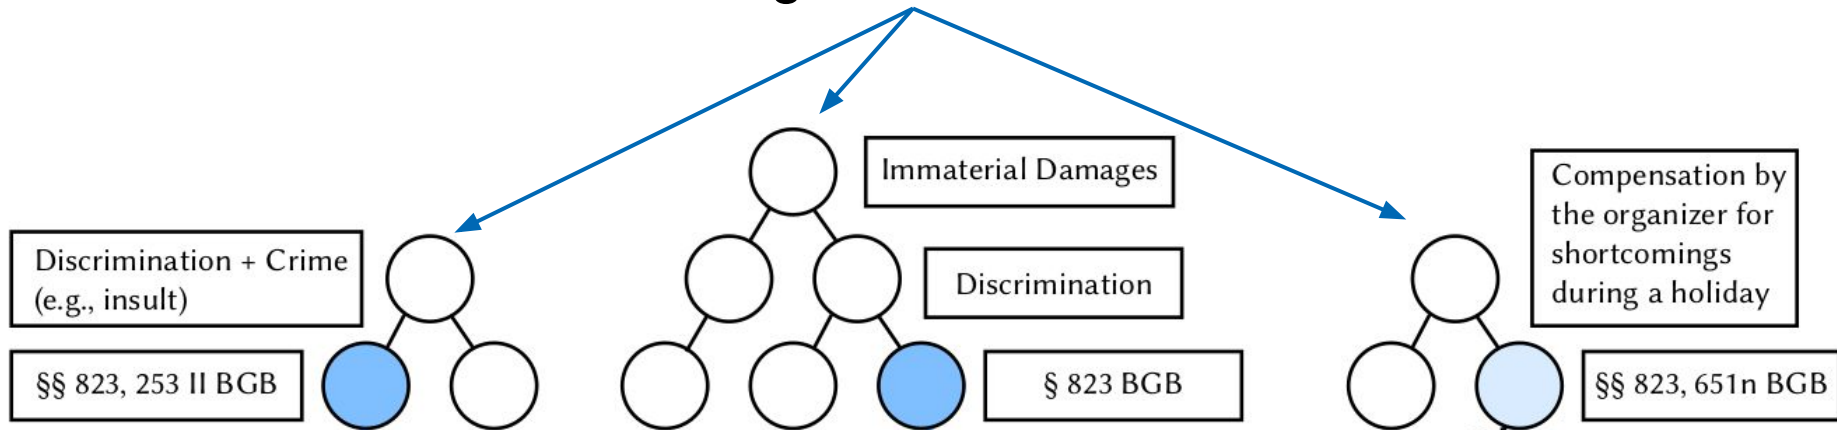 Immaterial Damages
Discrimination + Crime
(e.g., insult)
Discrimination
Compensation by
the organizer for
shortcomings
during a holiday
§§ 823, 253 II BGB
§ 823 BGB
§§ 823, 651n BGB